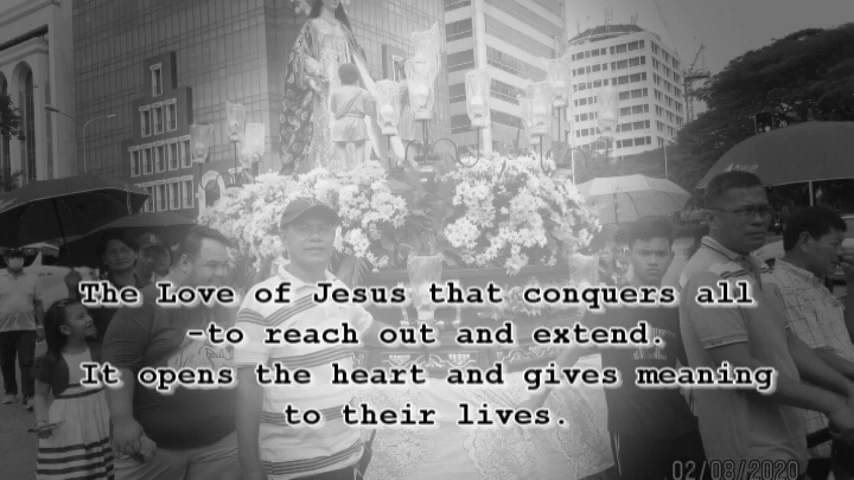 The Love of Jesus that conquers all
-to reach out and extend.
It opens the heart and gives meaning
to their lives.
02/08/2020